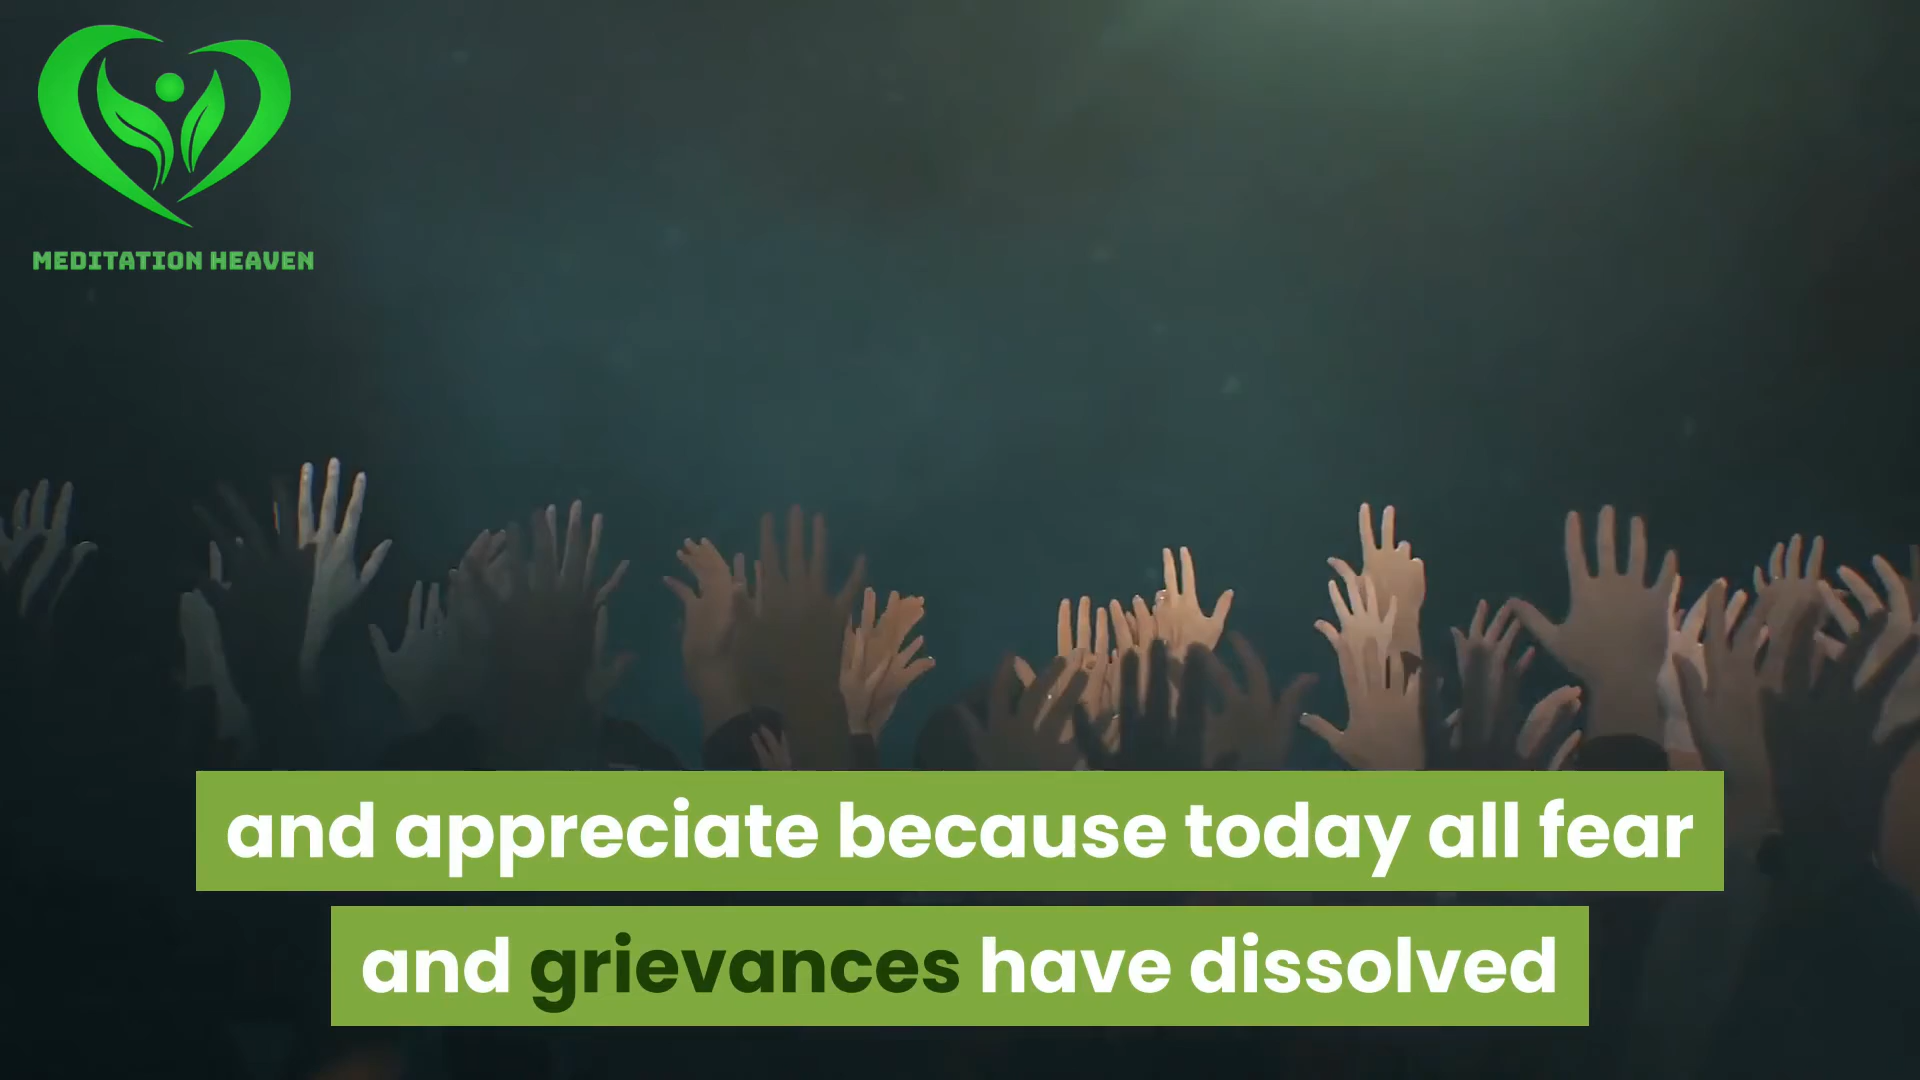 MEDITATION HEAVEN
and appreciate because today all fear
and grievances have dissolved